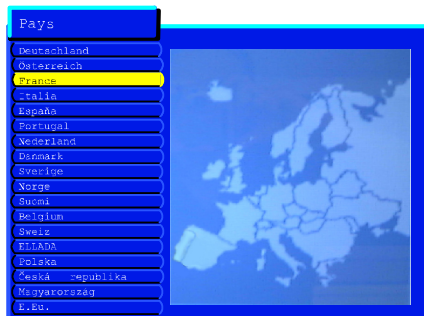 Pays
Deutschland
Österreich
France
Italia
España
Portugal
Nederland
Danmark
Sverige
Norge
Suomi
Belgium
Sweiz
ELLADA
Polska
Česká republika
Magyarország
E.Eu.